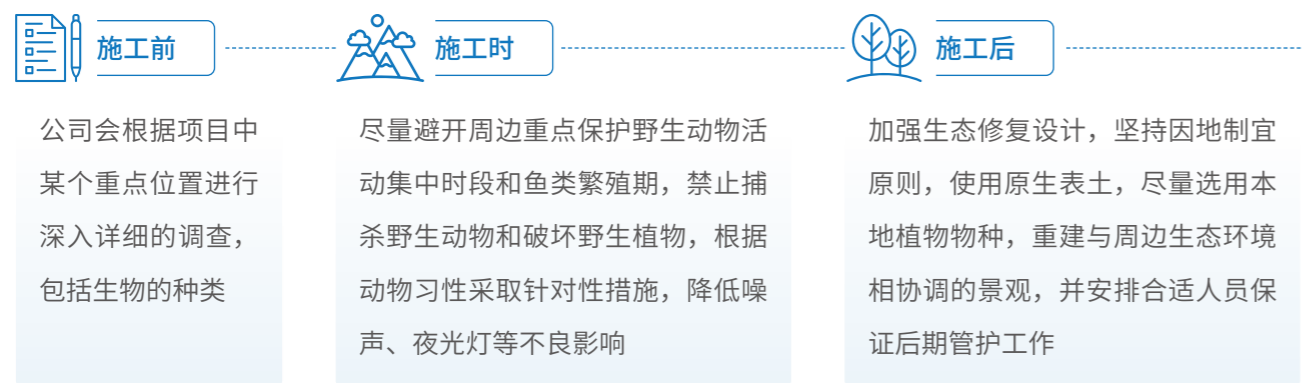 施工前
公司会根据项目中
某个重点位置进行
深入详细的调查，
包括生物的种类
施工时
尽量避开周边重点保护野生动物活
动集中时段和鱼类繁殖期，禁止捕
杀野生动物和破坏野生植物，根据
动物习性采取针对性措施，降低噪
声、夜光灯等不良影响
施工后
加强生态修复设计，坚持因地制宜
原则，使用原生表土，尽量选用本
地植物物种，重建与周边生态环境
相协调的景观，并安排合适人员保
证后期管护工作